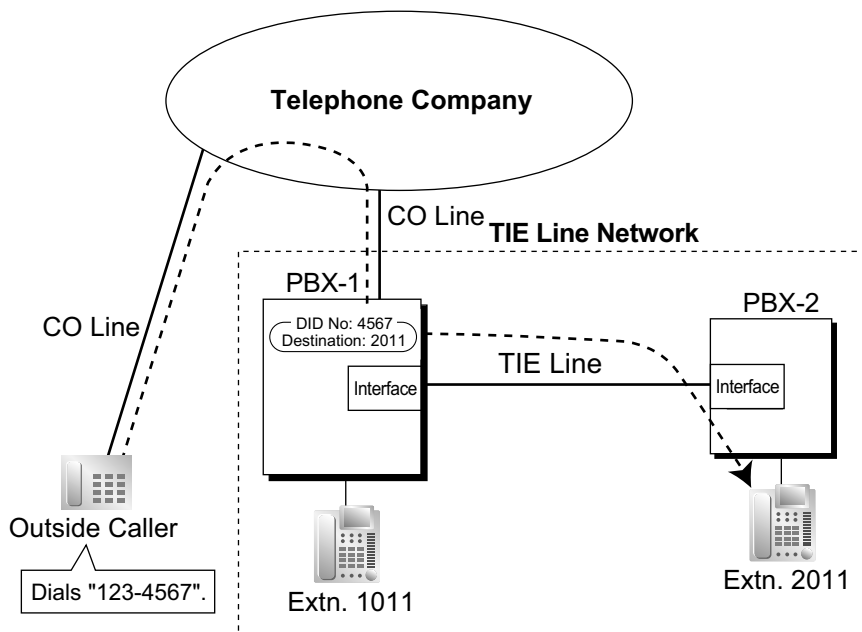 Telephone Company
CO Line
TIE Line Network
PBX-1
PBX-2
DID No: 4567
Destination: 2011
CO Line
TIE Line
Interface
Interface
Outside Caller
Dials "123-4567".
Extn. 1011
Extn. 2011